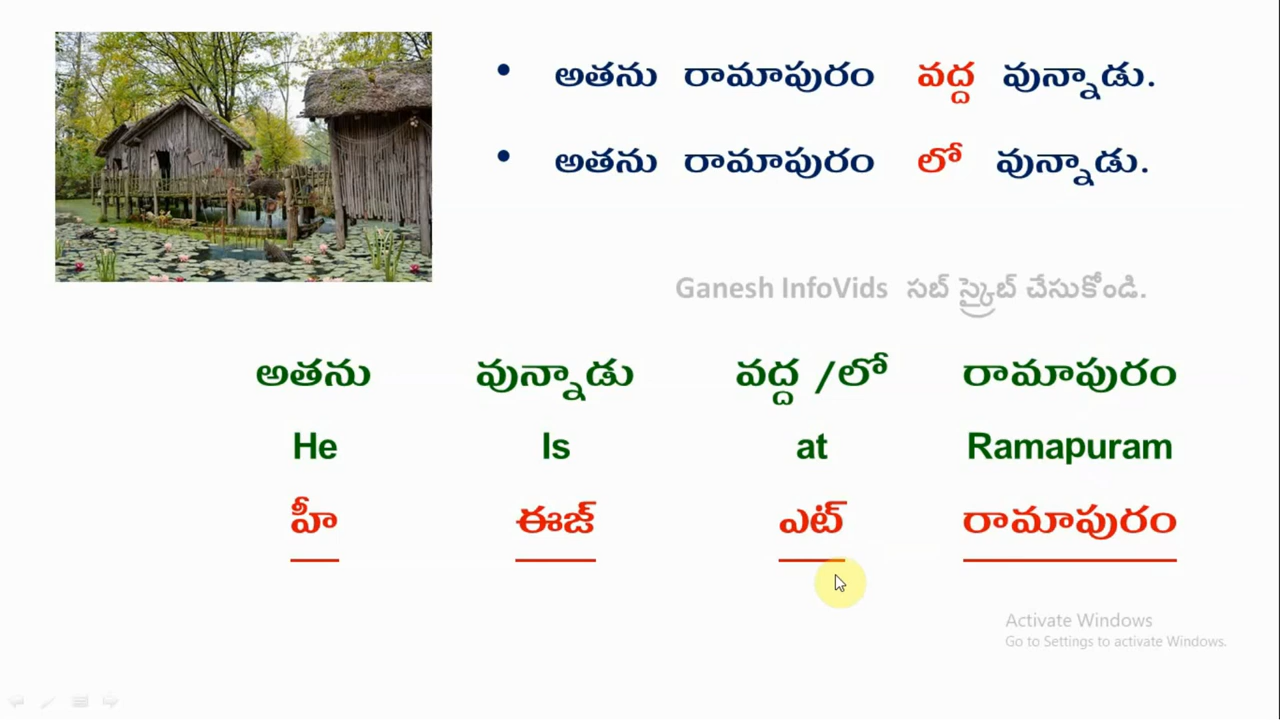 • అతను రామాపురం వద్ద వున్నాడు.
• అతను రామాపురం లో వున్నాడు.
Ganesh InfoVids సబ్ స్క్రైబ్ చేసుకోండి.
అతను వున్నాడు వద్ద /లో రామాపురం
He Is at Ramapuram
హీ ఈజ్ ఎట్ రామాపురం
Activate Windows
Go to Settings to activate Windows.